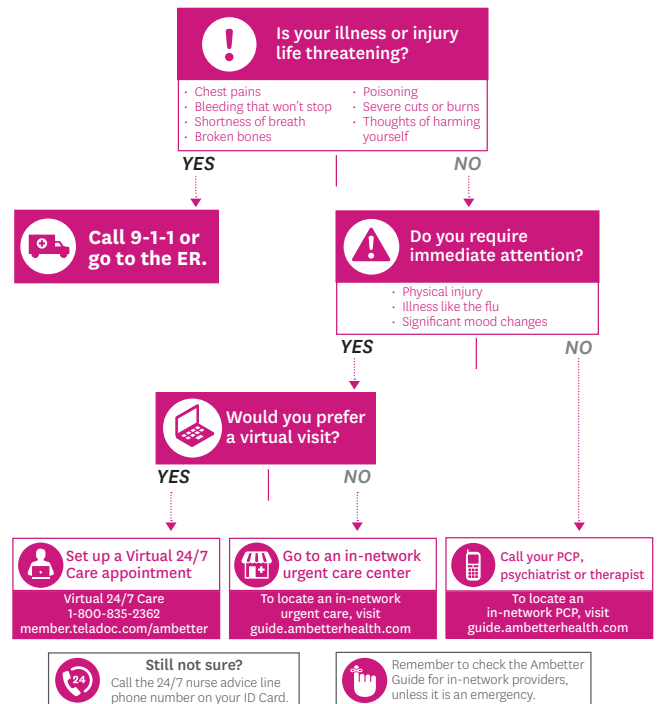 Is your illness or injury
life threatening?
· Chest pains
· Bleeding that won't stop
· Shortness of breath
· Broken bones
· Poisoning
· Severe cuts or burns
· Thoughts of harming
yourself
YES
NO
Call 9-1-1 or
go to the ER.
Do you require
immediate attention?
· Physical injury
· Illness like the flu
· Significant mood changes
YES
NO
Would you prefer
a virtual visit?
YES
NO
Set up a Virtual 24/7
Care appointment
Virtual 24/7 Care
1-800-835-2362
member.teladoc.com/ambetter
Go to an in-network
urgent care center
To locate an in-network
urgent care, visit
guide.ambetterhealth.com
Call your PCP,
psychiatrist or therapist
To locate an
in-network PCP, visit
guide.ambetterhealth.com
24
Still not sure?
Call the 24/7 nurse advice line
phone number on your ID Card.
Remember to check the Ambetter
Guide for in-network providers,
unless it is an emergency.